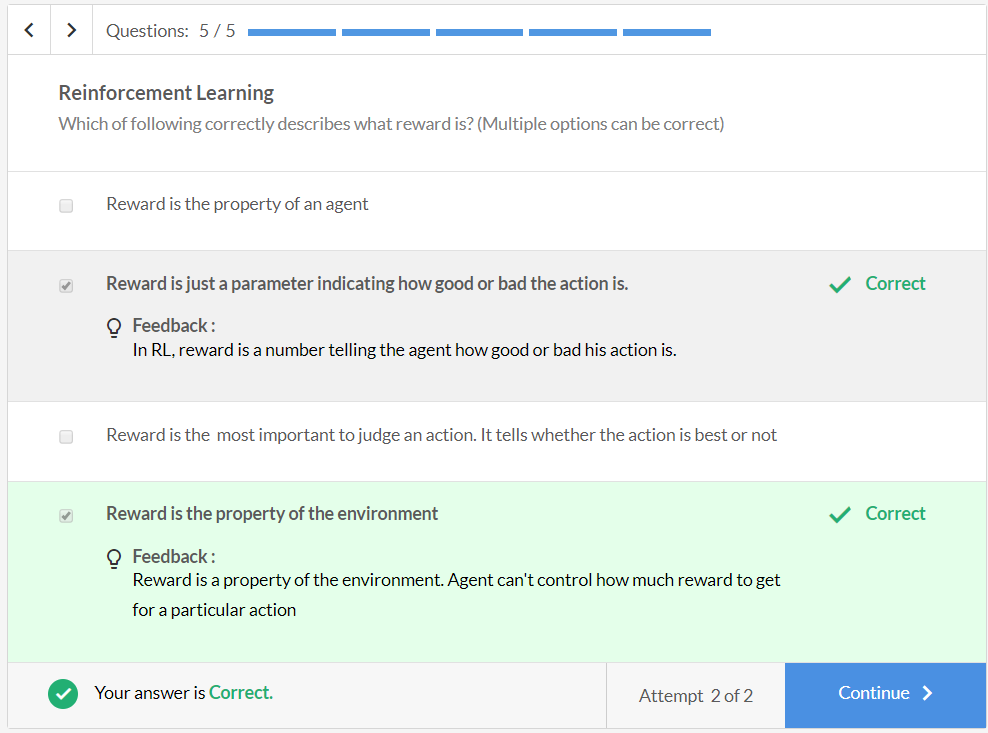 Questions: 5 / 5
Reinforcement Learning
Which of following correctly describes what reward is? (Multiple options can be correct)
Reward is the property of an agent
Reward is just a parameter indicating how good or bad the action is.
Correct
Feedback :
In RL, reward is a number telling the agent how good or bad his action is.
Reward is the most important to judge an action. It tells whether the action is best or not
Reward is the property of the environment
Correct
Feedback :
Reward is a property of the environment. Agent can't control how much reward to get
for a particular action
Your answer is Correct.
Attempt 2 of 2
Continue